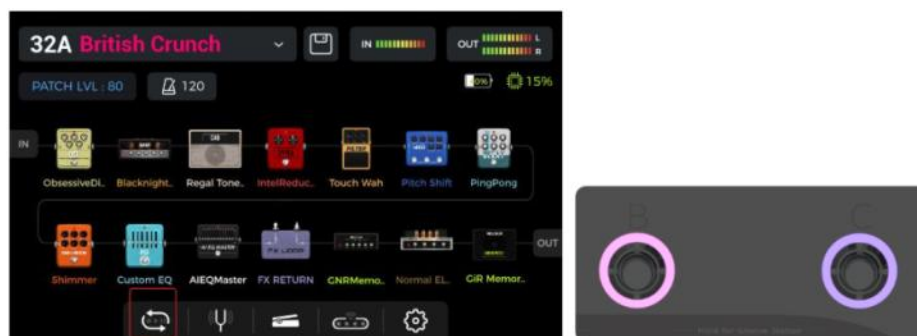 32A British Crunch
IN
OUT
L
R
PATCH LVL : 80
120
15%
IN
ObsessiveDi..
Blacknight..
Regal Tone..
IntelReduc..
Touch Wah
Pitch Shift
PingPong
Shimmer
Custom EQ
AIEQMaster
FX RETURN
GNRMemo..
Normal EL..
GiR Memor..
OUT
B
C